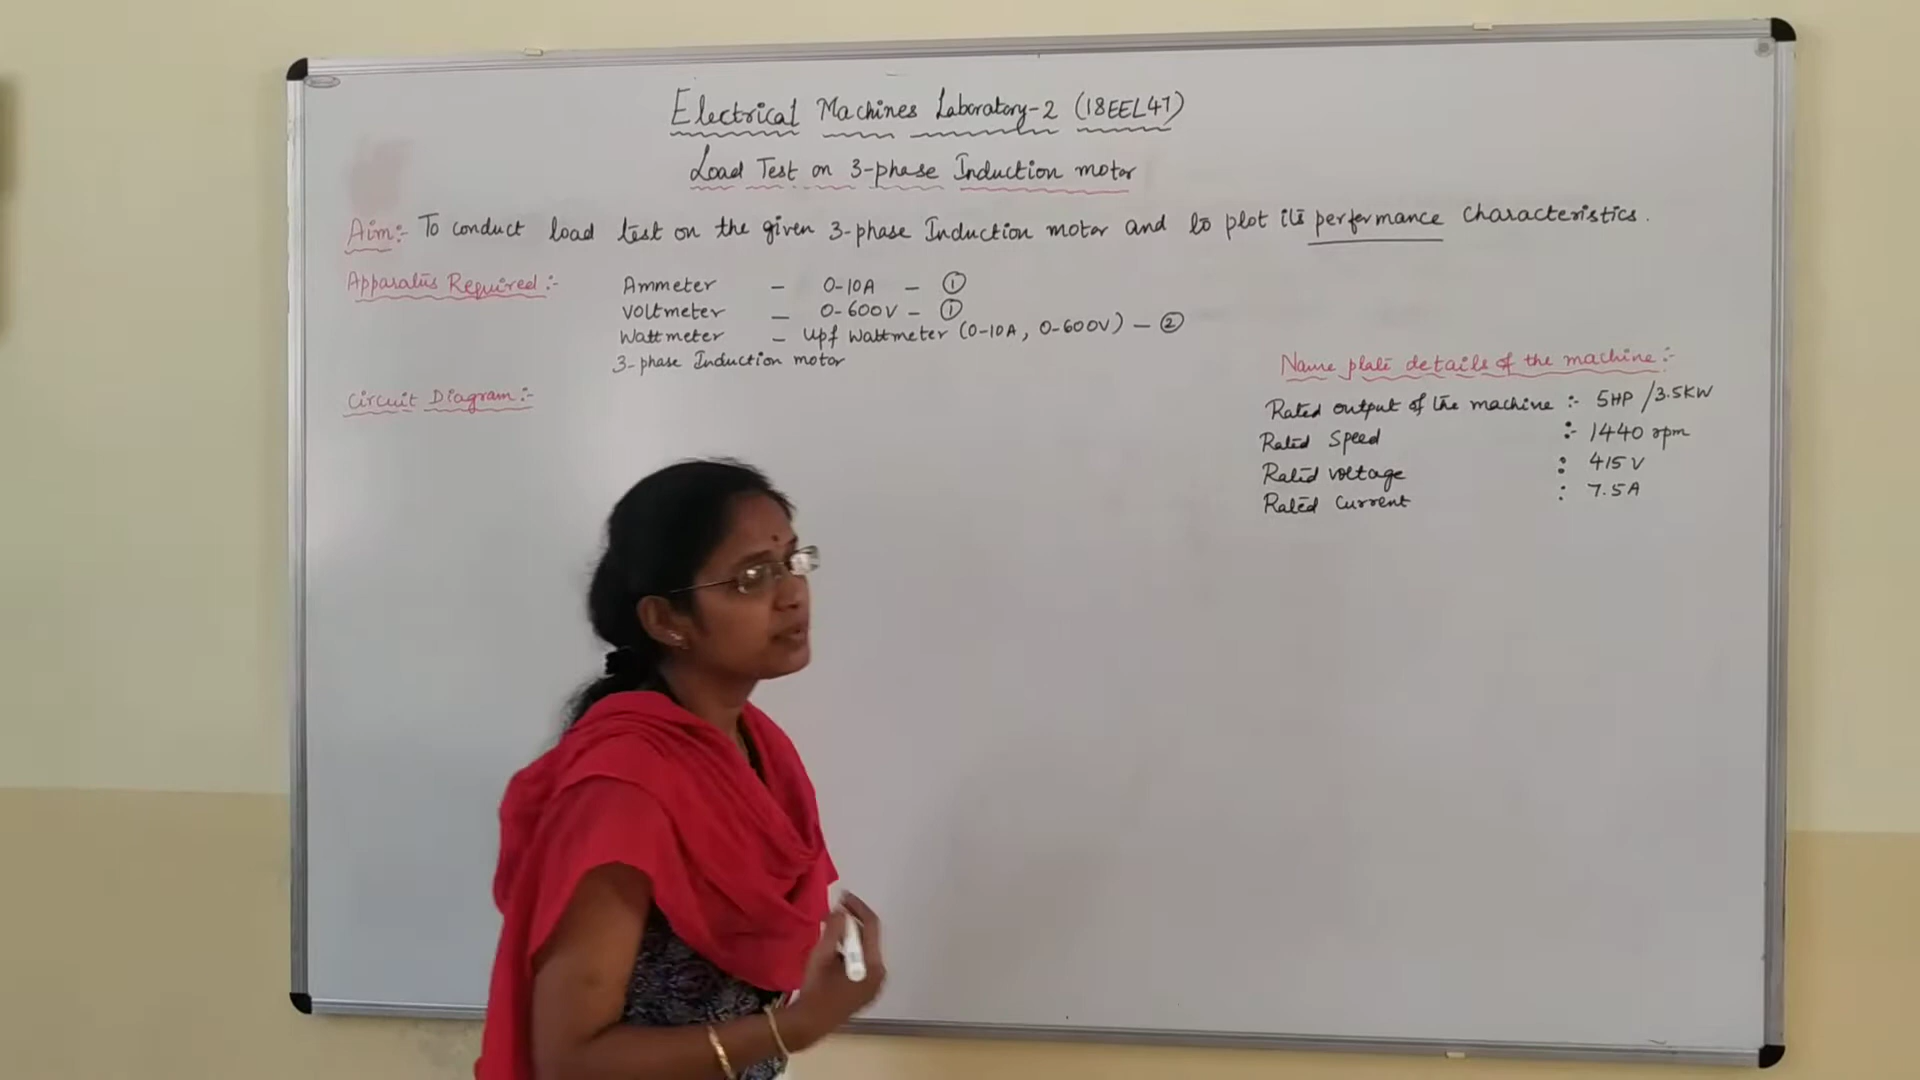 Electrical Machines Laboratory-2 (18EEL47)
Load Test on 3-phase Induction motor
Aim:- To conduct load test on the given 3-phase Induction motor and to plot its performance characteristics.
Apparatus Required:- Ammeter - 0-10A - ①
voltmeter - 0-600V - ①
Wattmeter - upf wattmeter (0-10A, 0-600V) - ②
3-phase Induction motor
Circuit Diagram:-
Name plate details of the machine:-
Rated output of the machine :- 5HP /3.5KW
Rated Speed :- 1440 rpm
Rated voltage : 415 V
Rated current : 7.5A